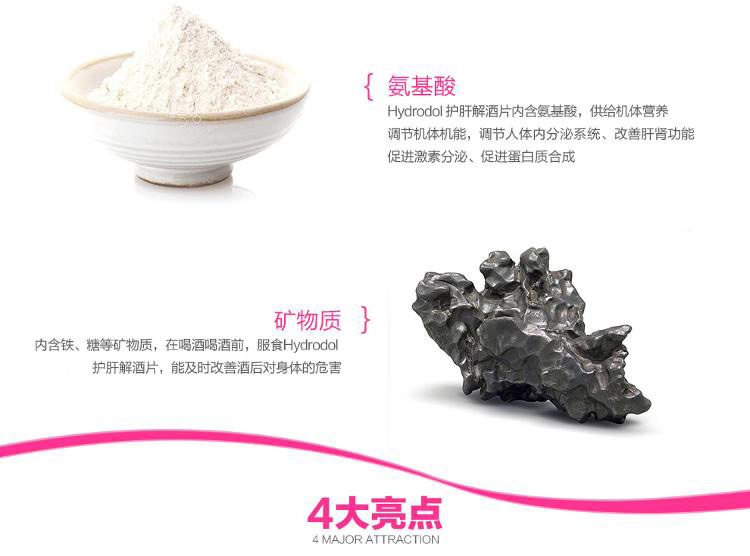 氨基酸
Hydrodol 护肝解酒片内含氨基酸，供给机体营养
调节机体机能，调节人体内分泌系统、改善肝肾功能
促进激素分泌、促进蛋白质合成
矿物质
内含铁、糖等矿物质，在喝酒喝酒前，服食Hydrodol
护肝解酒片，能及时改善酒后对身体的危害
4大亮点
4 MAJOR ATTRACTION